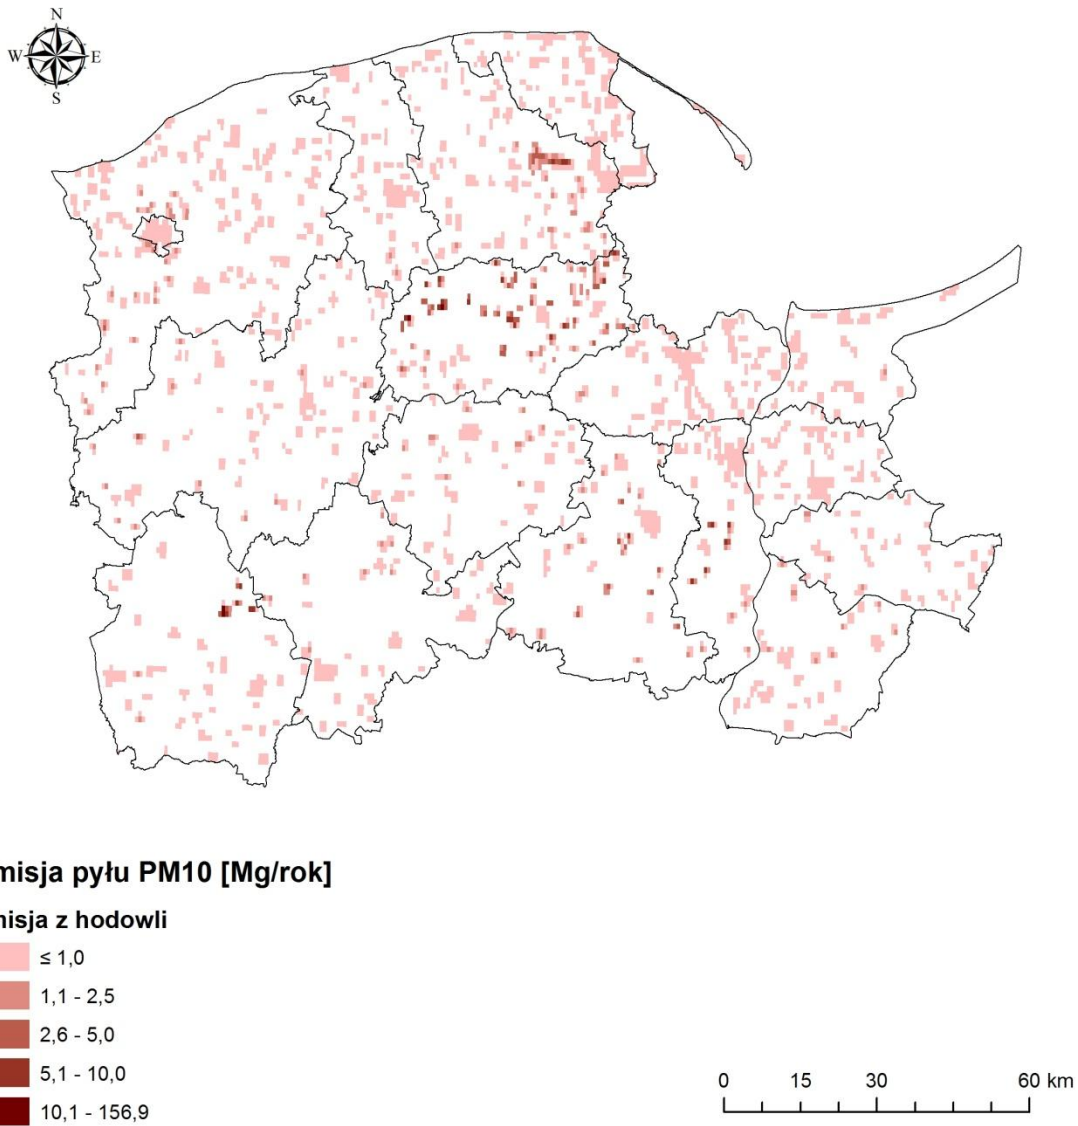 N
W E
S
misja pyłu PM10 [Mg/rok]
nisja z hodowli
≤ 1,0
1,1 - 2,5
2,6 - 5,0
5,1 - 10,0
10,1 - 156,9
0 15 30 60 km